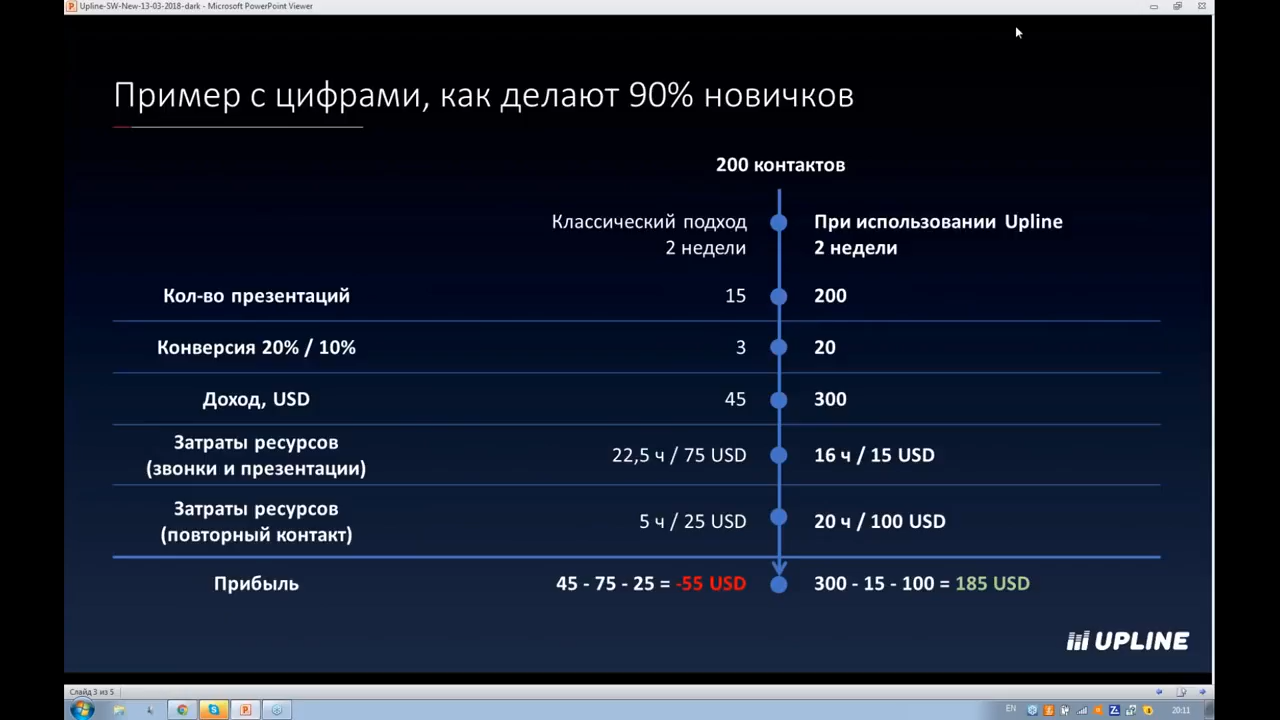 Upline-SW-New-13-03-2018-dark - Microsoft PowerPoint Viewer
Пример с цифрами, как делают 90% новичков
200 контактов
Классический подход
2 недели
При использовании Upline
2 недели
Кол-во презентаций 15 200
Конверсия 20% / 10% 3 20
Доход, USD 45 300
Затраты ресурсов
(звонки и презентации)
22,5 ч / 75 USD 16 ч / 15 USD
Затраты ресурсов
(повторный контакт)
5 ч / 25 USD 20 ч / 100 USD
Прибыль 45 - 75 - 25 = -55 USD 300 - 15 - 100 = 185 USD
UPLINE
Слайд 3 из 5
EN 20:11